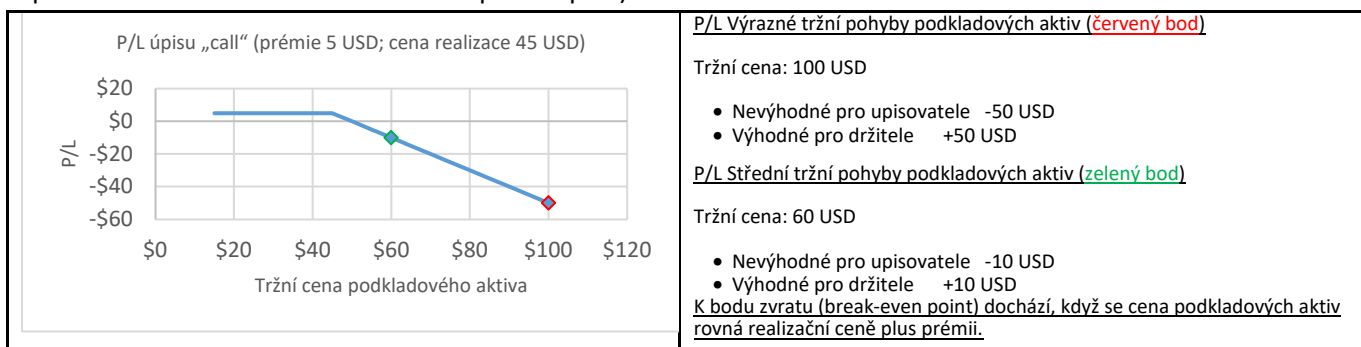 P/L úpisu „call“ (prémie 5 USD; cena realizace 45 USD)
$20
$0
-$20
-$40
-$60
P/L
$0 $20 $40 $60 $80 $100 $120
Tržní cena podkladového aktiva
P/L Výrazné tržní pohyby podkladových aktiv (červený bod)
Tržní cena: 100 USD
• Nevýhodné pro upisovatele -50 USD
• Výhodné pro držitele +50 USD
P/L Střední tržní pohyby podkladových aktiv (zelený bod)
Tržní cena: 60 USD
• Nevýhodné pro upisovatele -10 USD
• Výhodné pro držitele +10 USD
K bodu zvratu (break-even point) dochází, když se cena podkladových aktiv
rovná realizační ceně plus prémii.